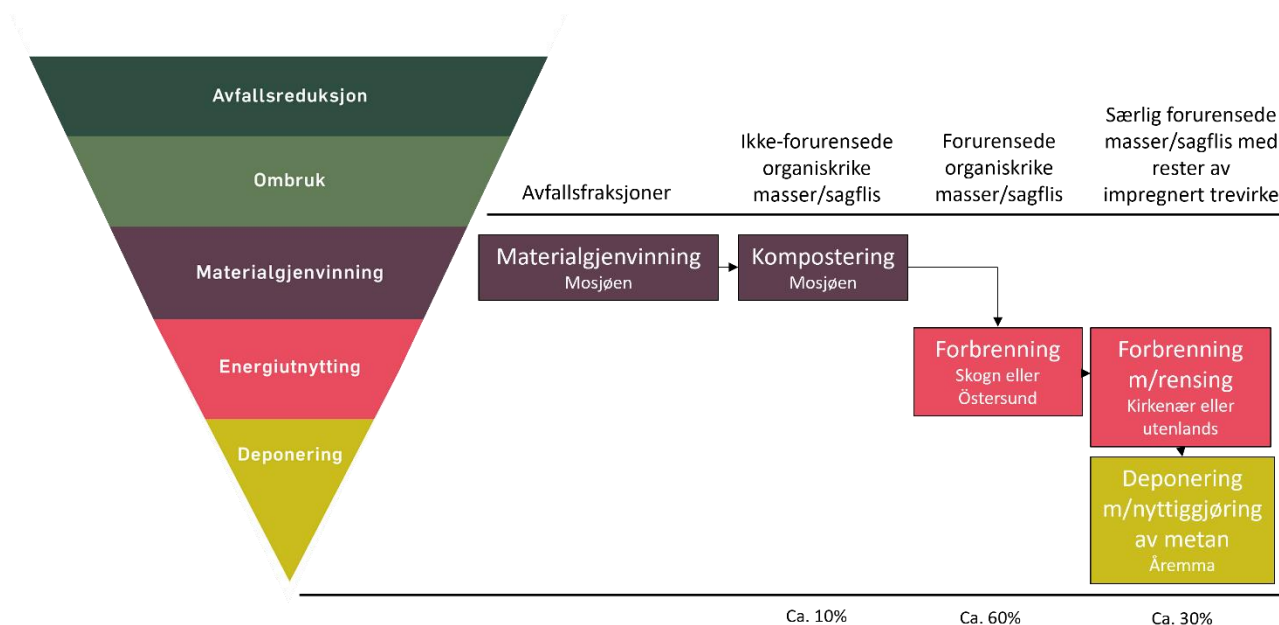 Avfallsreduksjon
Ombruk
Materialgjenvinning
Energiutnytting
Deponering
Avfallsfraksjoner
Ikke-forurensede
organiskrike
masser/sagflis
Forurensede
organiskrike
masser/sagflis
Særlig forurensede
masser/sagflis med
rester av
impregnert trevirke
Materialgjenvinning
Mosjøen
Kompostering
Mosjøen
Forbrenning
Skogn eller
Östersund
Forbrenning
m/rensing
Kirkenær eller
utenlands
Deponering
m/nyttiggjøring
av metan
Åremma
Ca. 10%
Ca. 60%
Ca. 30%